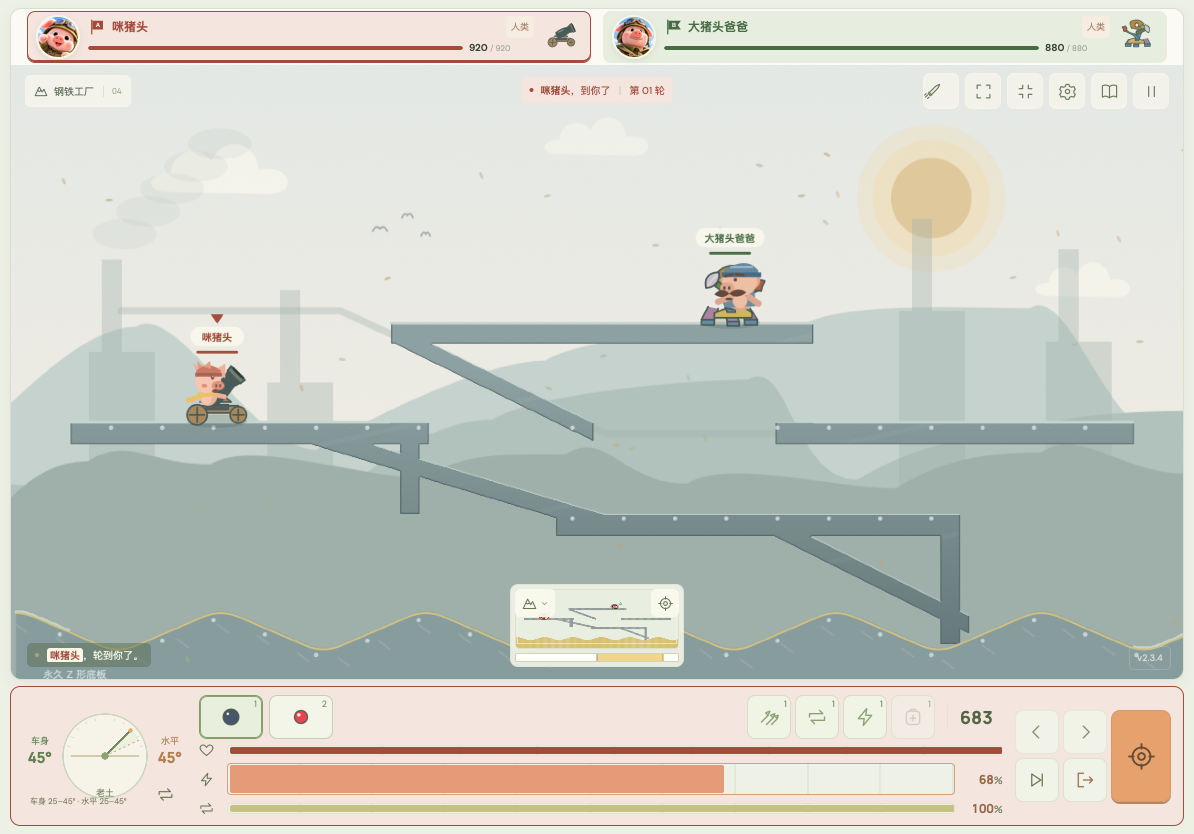 咪猪头
人类
920 / 920
大猪头爸爸
人类
880 / 880
钢铁工厂 04
咪猪头，到你了 第 01 轮
大猪头爸爸
咪猪头
咪猪头，轮到你了。
永久 Z 形底板
v2.3.4
车身
45°
水平
45°
老土
车身 25–45° · 水平 25–45°
1
2
1
1
1
1
683
68%
100%